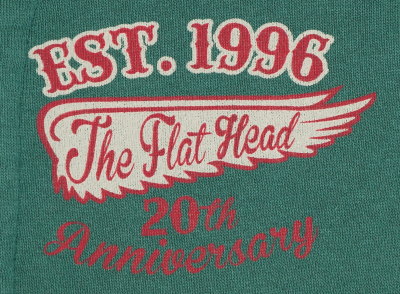 EST. 1996
The Flat Head
20th
Anniversary